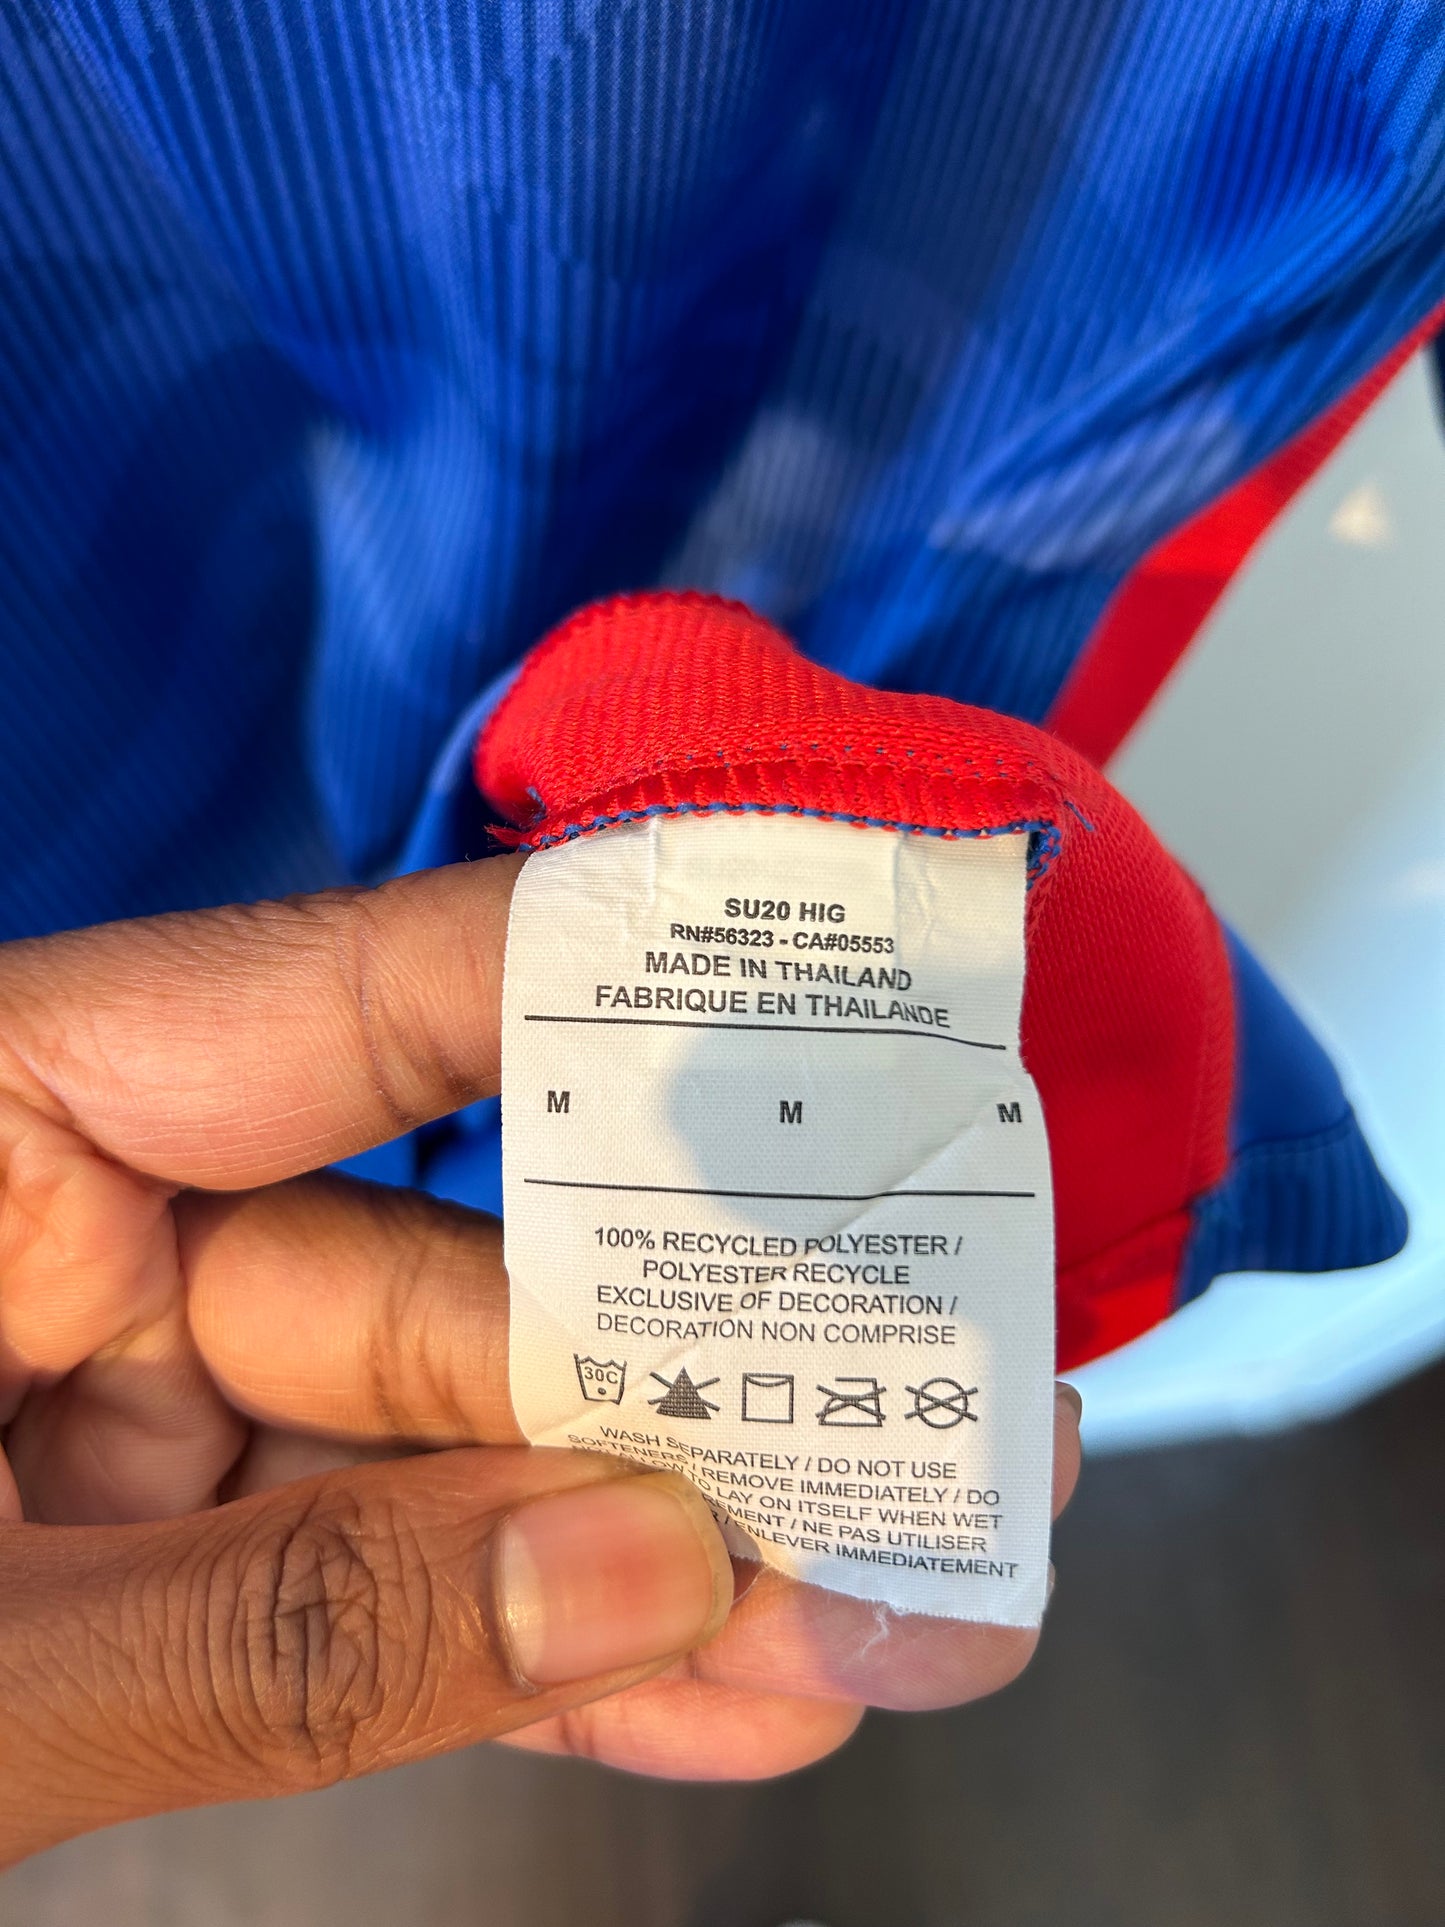 SU20 HIG
RN#56323 - CA#05553
MADE IN THAILAND
FABRIQUE EN THAILANDE
M M M
100% RECYCLED POLYESTER /
POLYESTER RECYCLE
EXCLUSIVE OF DECORATION /
DECORATION NON COMPRISE
30C
WASH SEPARATELY / DO NOT USE
SOFTENERS / REMOVE IMMEDIATELY / DO
NOT ALLOW TO LAY ON ITSELF WHEN WET
/ NE PAS UTILISER
/ ENLEVER IMMEDIATEMENT